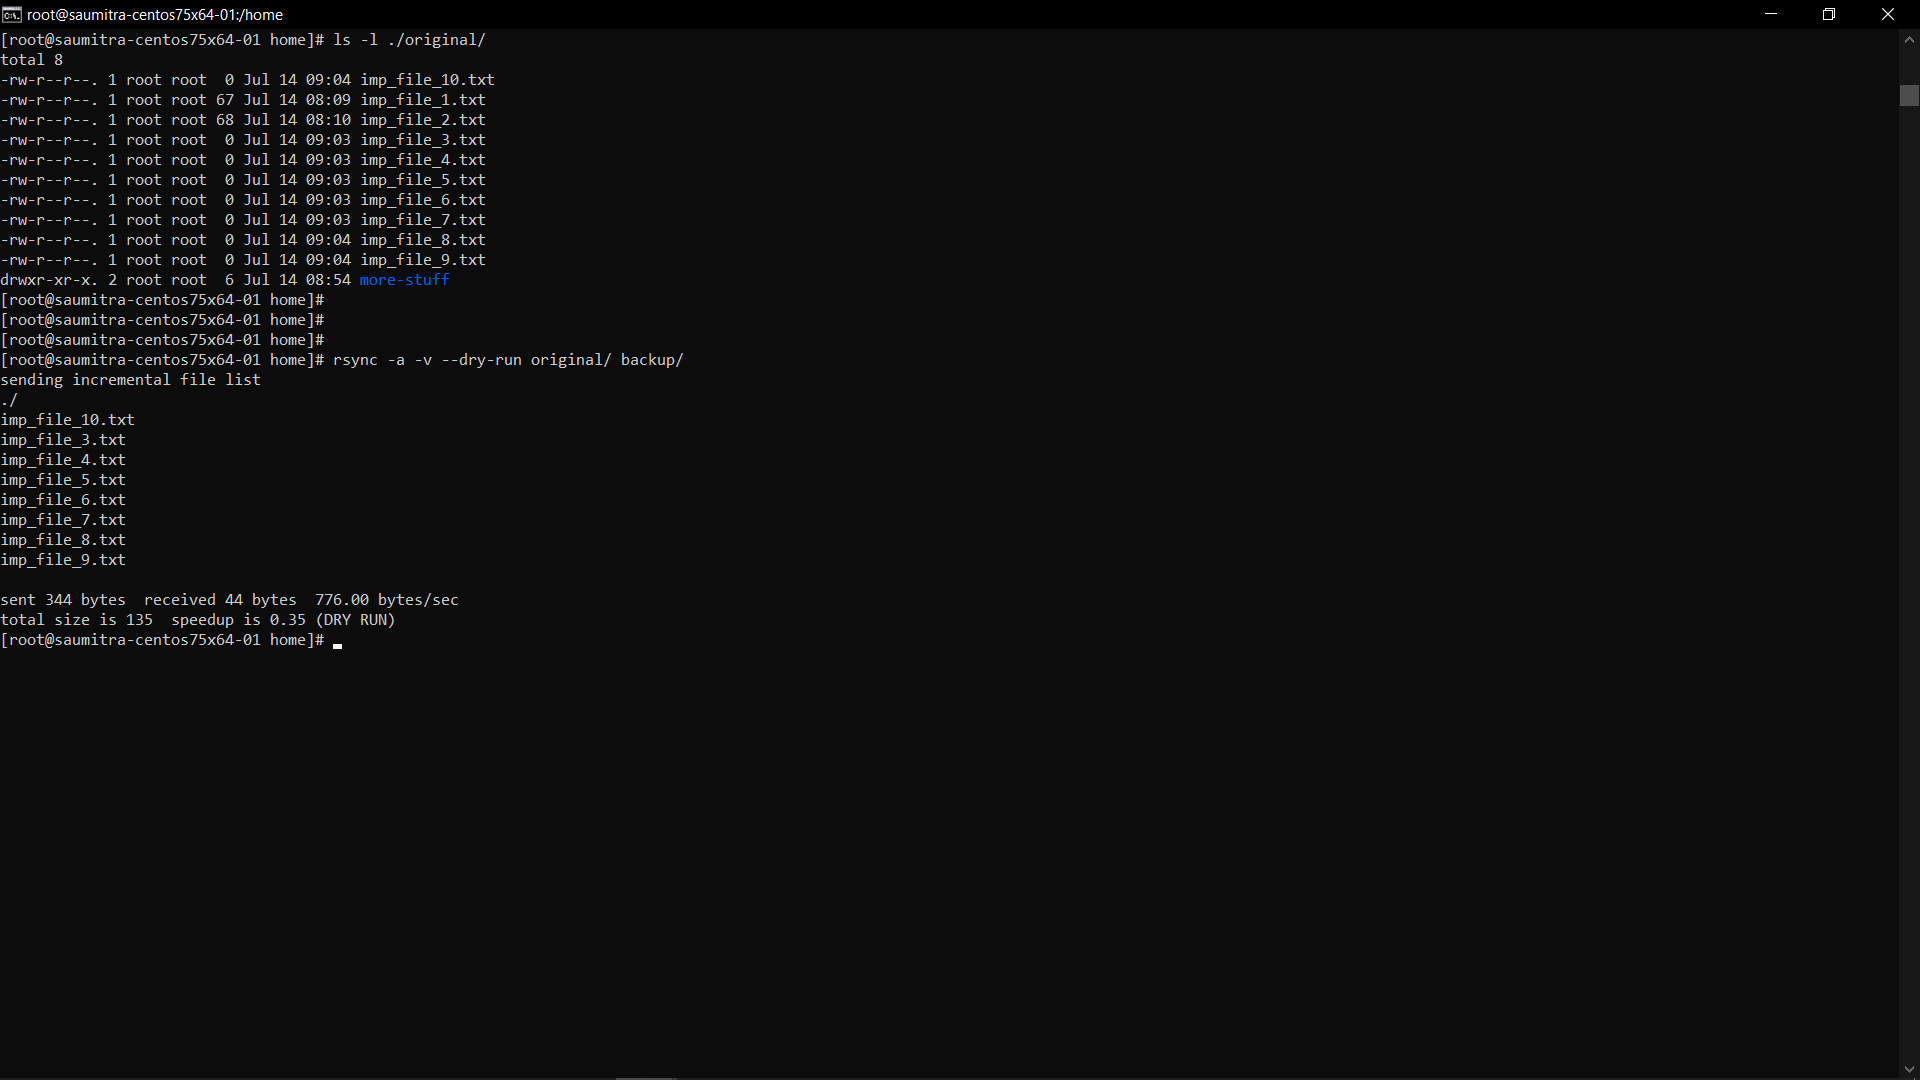 root@saumitra-centos75x64-01:/home
[root@saumitra-centos75x64-01 home]# ls -l ./original/
total 8
-rw-r--r--. 1 root root  0 Jul 14 09:04 imp_file_10.txt
-rw-r--r--. 1 root root 67 Jul 14 08:09 imp_file_1.txt
-rw-r--r--. 1 root root 68 Jul 14 08:10 imp_file_2.txt
-rw-r--r--. 1 root root  0 Jul 14 09:03 imp_file_3.txt
-rw-r--r--. 1 root root  0 Jul 14 09:03 imp_file_4.txt
-rw-r--r--. 1 root root  0 Jul 14 09:03 imp_file_5.txt
-rw-r--r--. 1 root root  0 Jul 14 09:03 imp_file_6.txt
-rw-r--r--. 1 root root  0 Jul 14 09:03 imp_file_7.txt
-rw-r--r--. 1 root root  0 Jul 14 09:04 imp_file_8.txt
-rw-r--r--. 1 root root  0 Jul 14 09:04 imp_file_9.txt
drwxr-xr-x. 2 root root  6 Jul 14 08:54 more-stuff
[root@saumitra-centos75x64-01 home]#
[root@saumitra-centos75x64-01 home]#
[root@saumitra-centos75x64-01 home]#
[root@saumitra-centos75x64-01 home]# rsync -a -v --dry-run original/ backup/
sending incremental file list
./
imp_file_10.txt
imp_file_3.txt
imp_file_4.txt
imp_file_5.txt
imp_file_6.txt
imp_file_7.txt
imp_file_8.txt
imp_file_9.txt
sent 344 bytes  received 44 bytes  776.00 bytes/sec
total size is 135  speedup is 0.35 (DRY RUN)
[root@saumitra-centos75x64-01 home]#